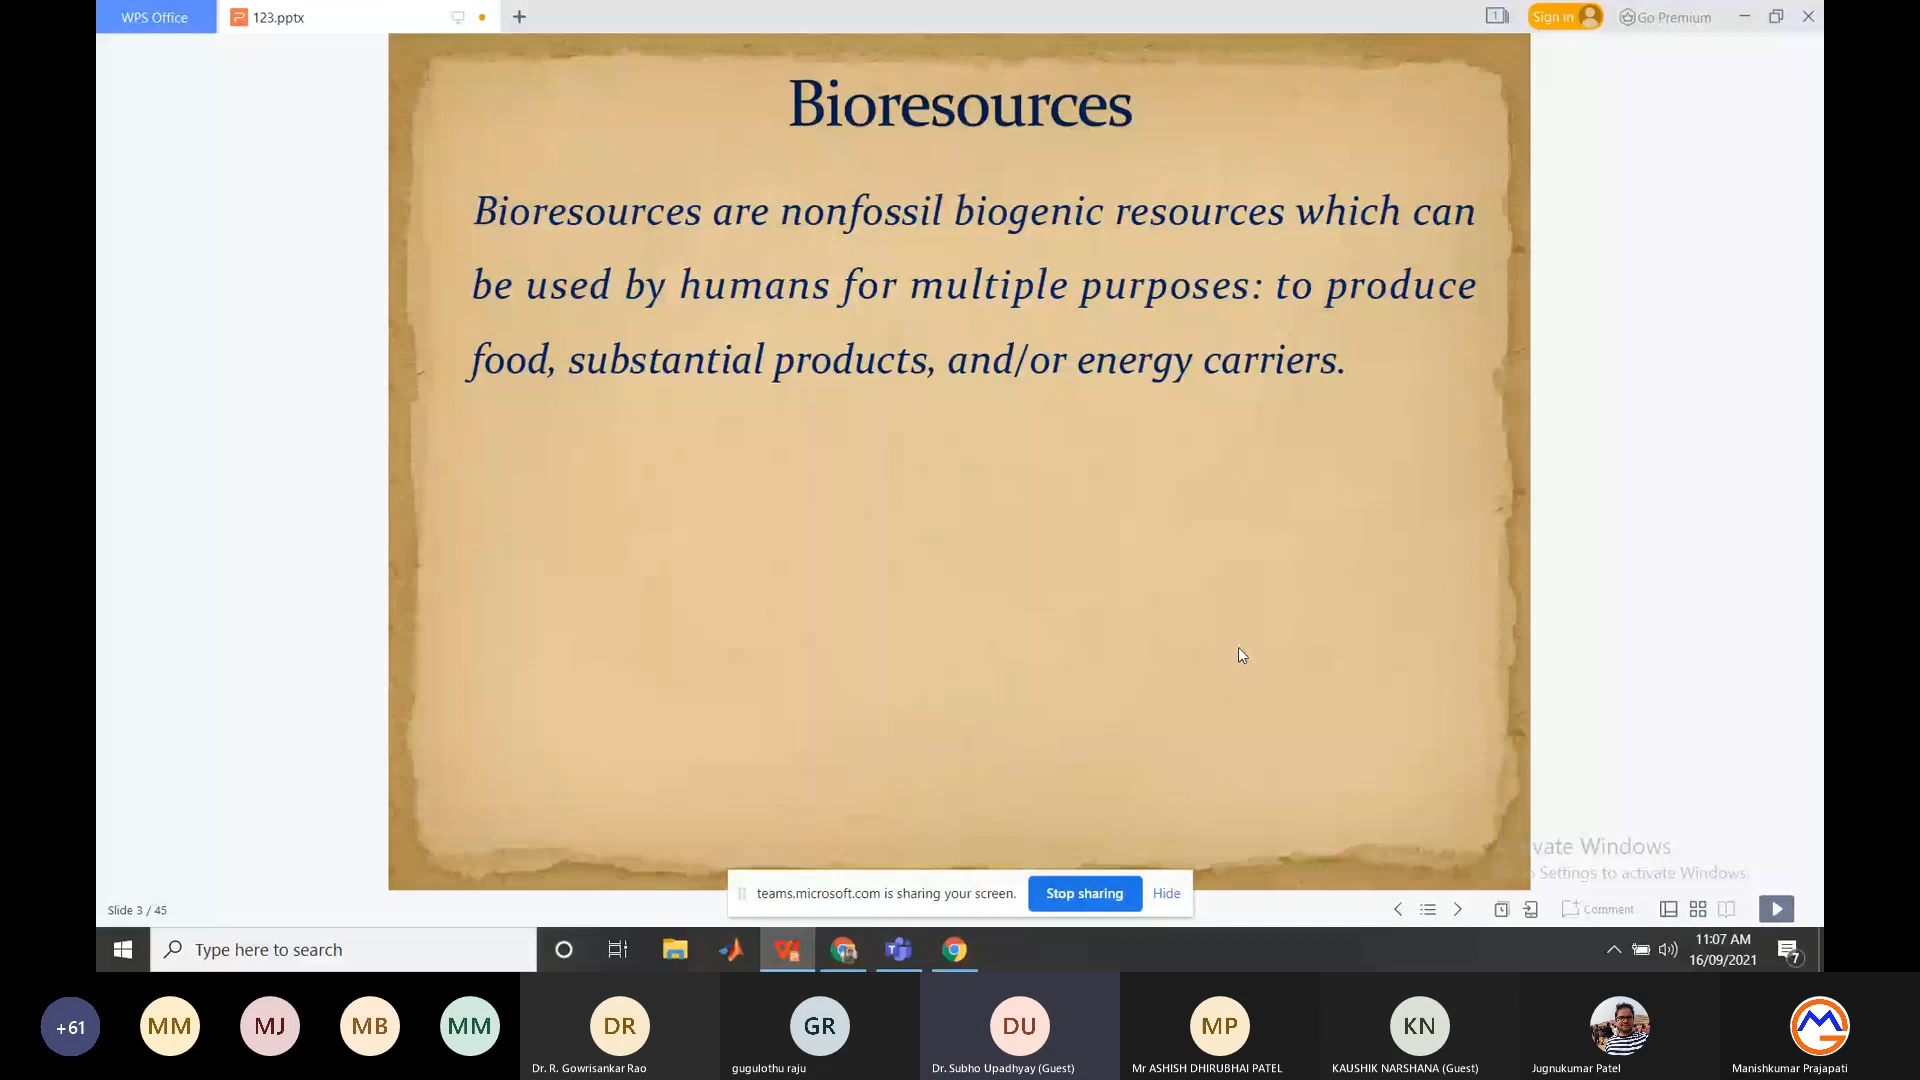 WPS Office
123.pptx
Sign in
Go Premium
Bioresources
Bioresources are nonfossil biogenic resources which can
be used by humans for multiple purposes: to produce
food, substantial products, and/or energy carriers.
vate Windows
Settings to activate Windows.
teams.microsoft.com is sharing your screen.
Stop sharing
Hide
Slide 3 / 45
Comment
Type here to search
11:07 AM
16/09/2021
7
+61
MM
MJ
MB
MM
DR
GR
DU
MP
KN
Dr. R. Gowrisankar Rao
gugulothu raju
Dr. Subho Upadhyay (Guest)
Mr ASHISH DHIRUBHAI PATEL
KAUSHIK NARSHANA (Guest)
Jugnukumar Patel
Manishkumar Prajapati